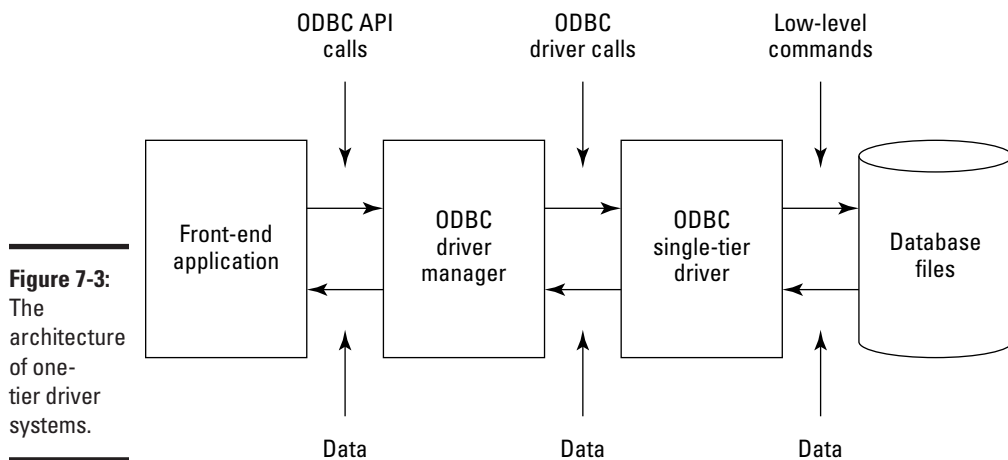 ODBC API
calls
ODBC
driver calls
Low-level
commands
Front-end
application
ODBC
driver
manager
ODBC
single-tier
driver
Database
files
Figure 7-3:
The
architecture
of one-
tier driver
systems.
Data
Data
Data